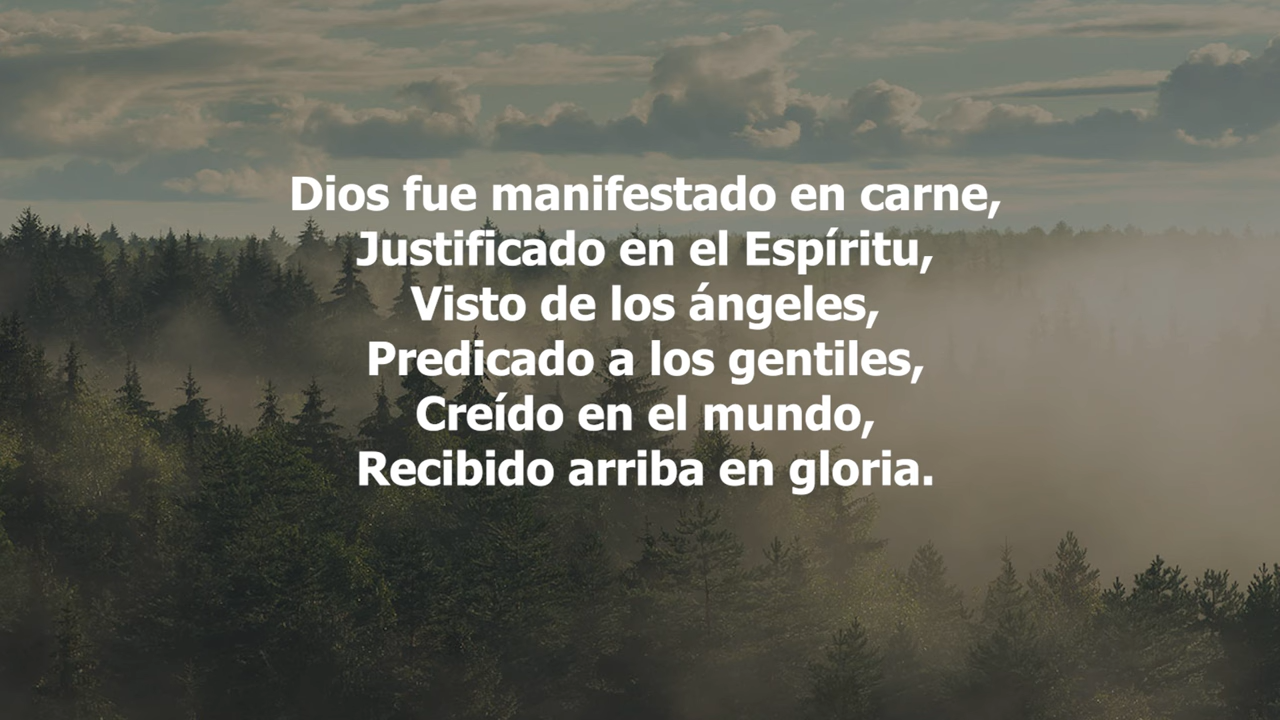 Dios fue manifestado en carne,
Justificado en el Espíritu,
Visto de los ángeles,
Predicado a los gentiles,
Creído en el mundo,
Recibido arriba en gloria.